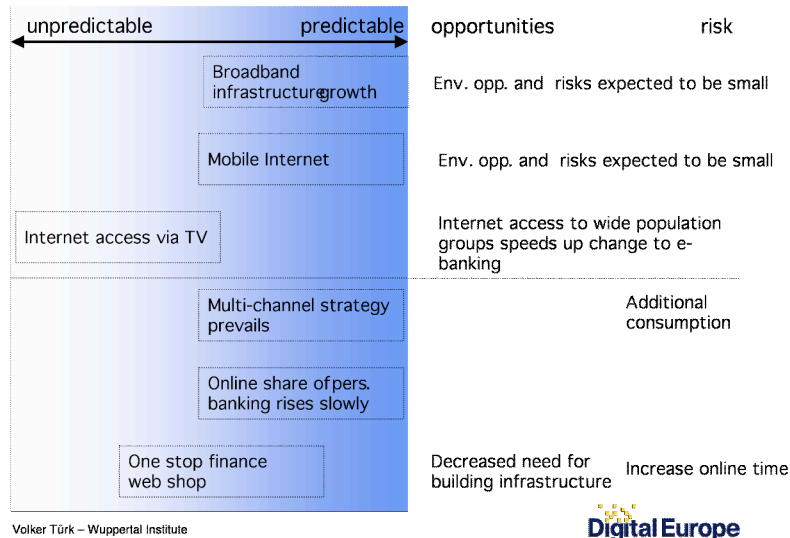 unpredictable predictable opportunities risk
Broadband
infrastructure growth
Env. opp. and risks expected to be small
Mobile Internet
Env. opp. and risks expected to be small
Internet access via TV
Internet access to wide population
groups speeds up change to e-
banking
Multi-channel strategy
prevails
Additional
consumption
Online share of pers.
banking rises slowly
One stop finance
web shop
Decreased need for
building infrastructure
Increase online time
Volker Türk – Wuppertal Institute
Digital Europe